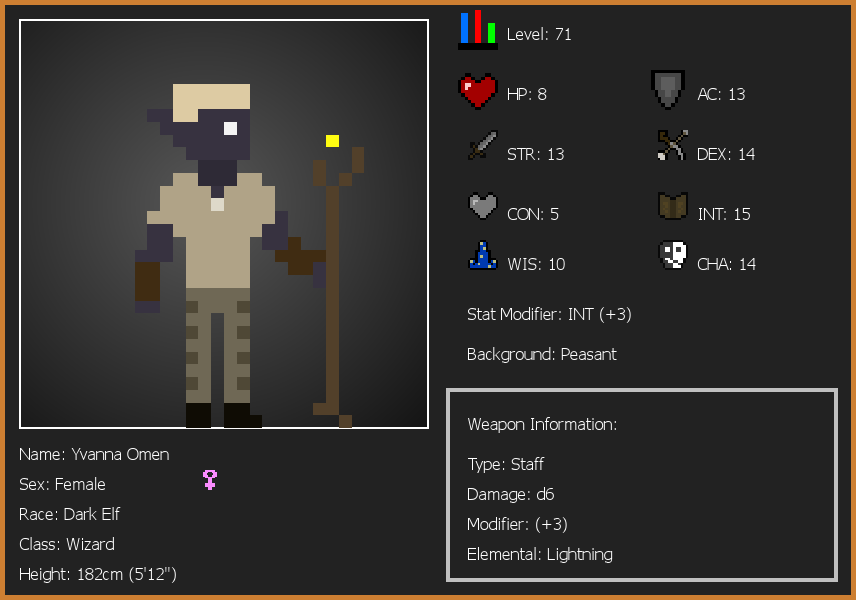 Level: 71
HP: 8
AC: 13
STR: 13
DEX: 14
CON: 5
INT: 15
WIS: 10
CHA: 14
Stat Modifier: INT (+3)
Background: Peasant
Weapon Information:
Type: Staff
Damage: d6
Modifier: (+3)
Elemental: Lightning
Name: Yvanna Omen
Sex: Female
Race: Dark Elf
Class: Wizard
Height: 182cm (5'12")